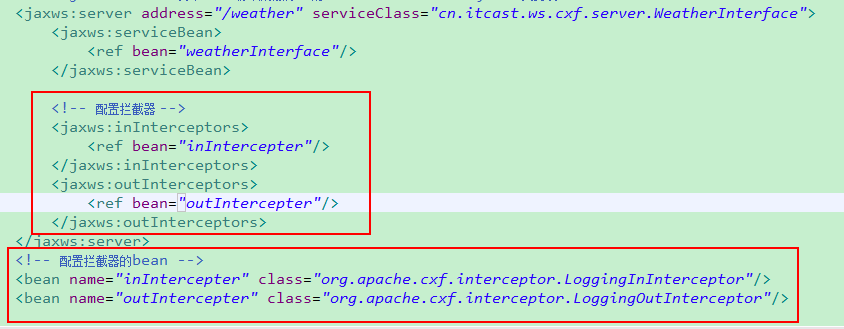 <jaxws:server address="/weather" serviceClass="cn.itcast.ws.cxf.server.WeatherInterface">
<jaxws:serviceBean>
<ref bean="weatherInterface"/>
</jaxws:serviceBean>
<!-- 配置拦截器 -->
<jaxws:inInterceptors>
<ref bean="inIntercepter"/>
</jaxws:inInterceptors>
<jaxws:outInterceptors>
<ref bean="outIntercepter"/>
</jaxws:outInterceptors>
</jaxws:server>
<!-- 配置拦截器的bean -->
<bean name="inIntercepter" class="org.apache.cxf.interceptor.LoggingInInterceptor"/>
<bean name="outIntercepter" class="org.apache.cxf.interceptor.LoggingOutInterceptor"/>